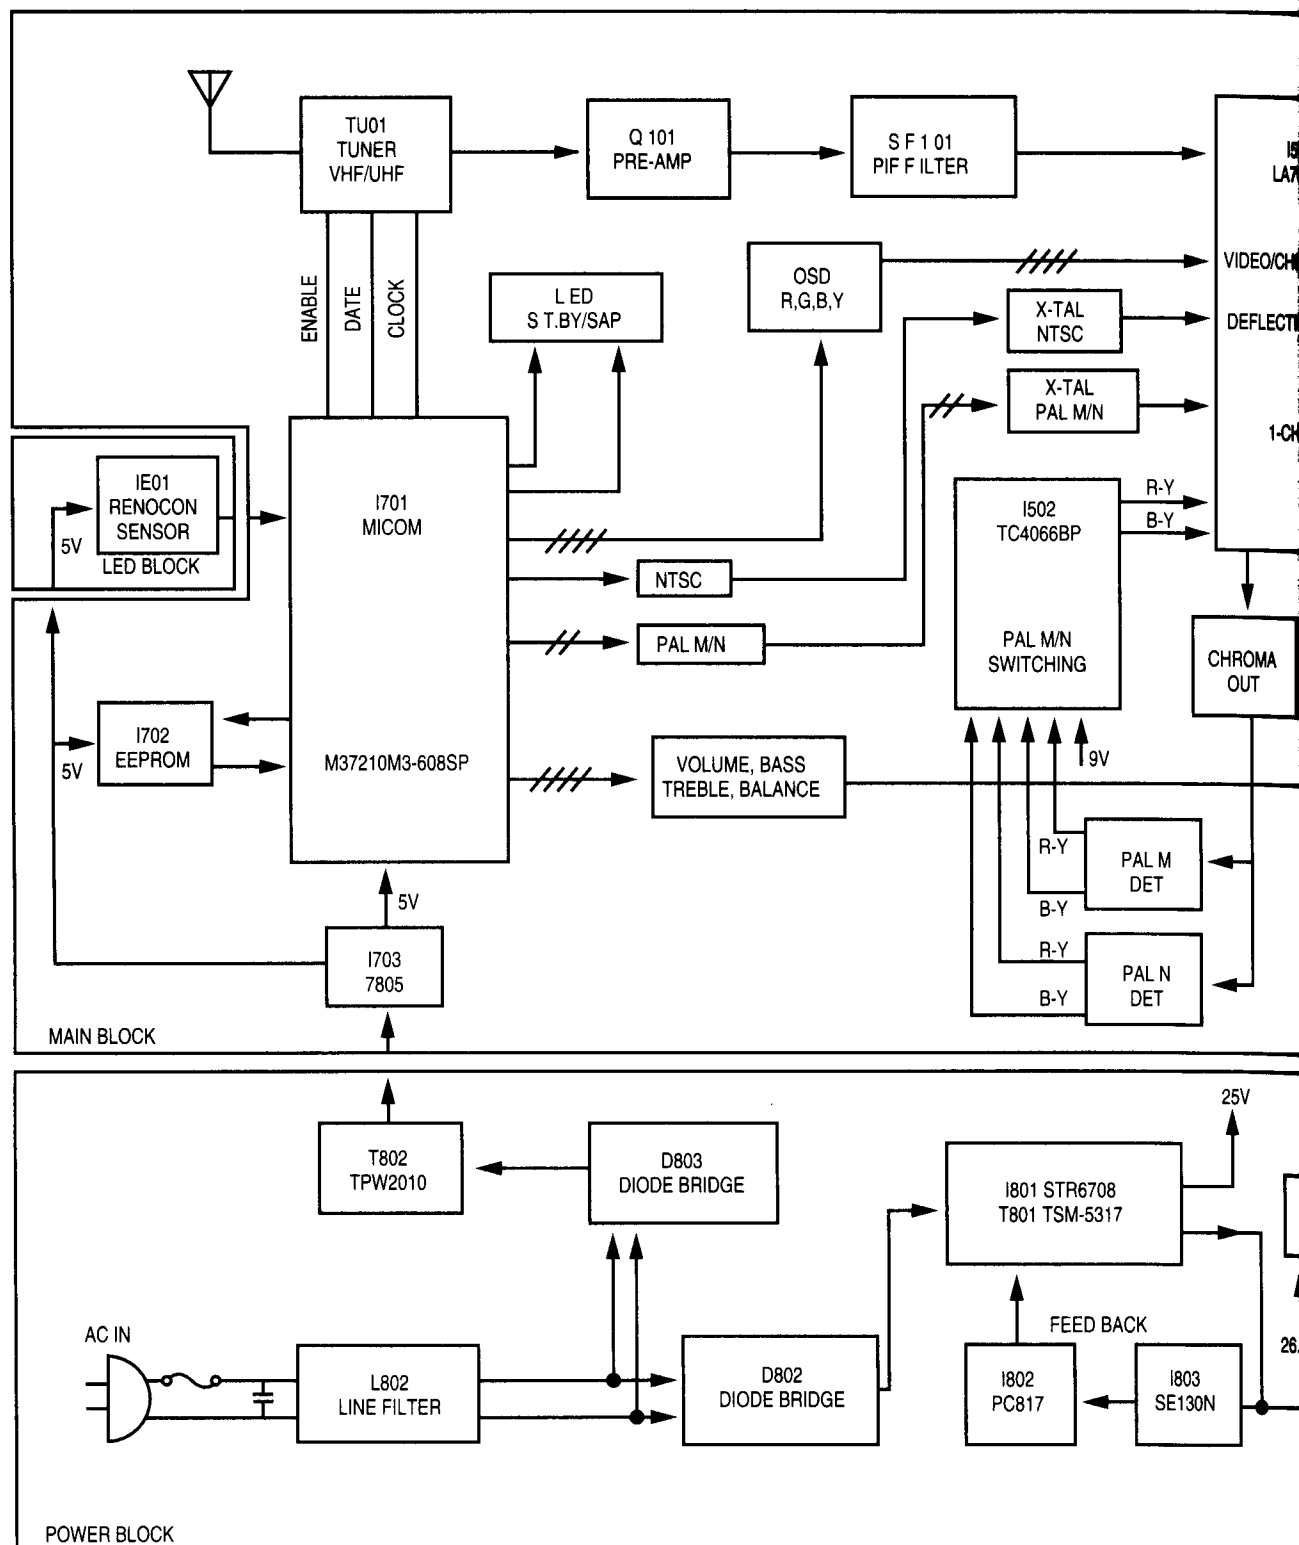 TU01
TUNER
VHF/UHF
Q 101
PRE-AMP
S F 1 01
PIF F ILTER
ENABLE
DATE
CLOCK
L ED
S T.BY/SAP
OSD
R,G,B,Y
VIDEO/CH
X-TAL
NTSC
X-TAL
PAL M/N
1-CH
IE01
RENOCON
SENSOR
5V
LED BLOCK
I701
MICOM
M37210M3-608SP
NTSC
PAL M/N
I502
TC4066BP
PAL M/N
SWITCHING
R-Y
B-Y
CHROMA
OUT
I702
EEPROM
5V
VOLUME, BASS
TREBLE, BALANCE
9V
R-Y
B-Y
PAL M
DET
R-Y
B-Y
PAL N
DET
5V
I703
7805
MAIN BLOCK
25V
T802
TPW2010
D803
DIODE BRIDGE
I801 STR6708
T801 TSM-5317
AC IN
L802
LINE FILTER
D802
DIODE BRIDGE
FEED BACK
I802
PC817
I803
SE130N
26.
POWER BLOCK